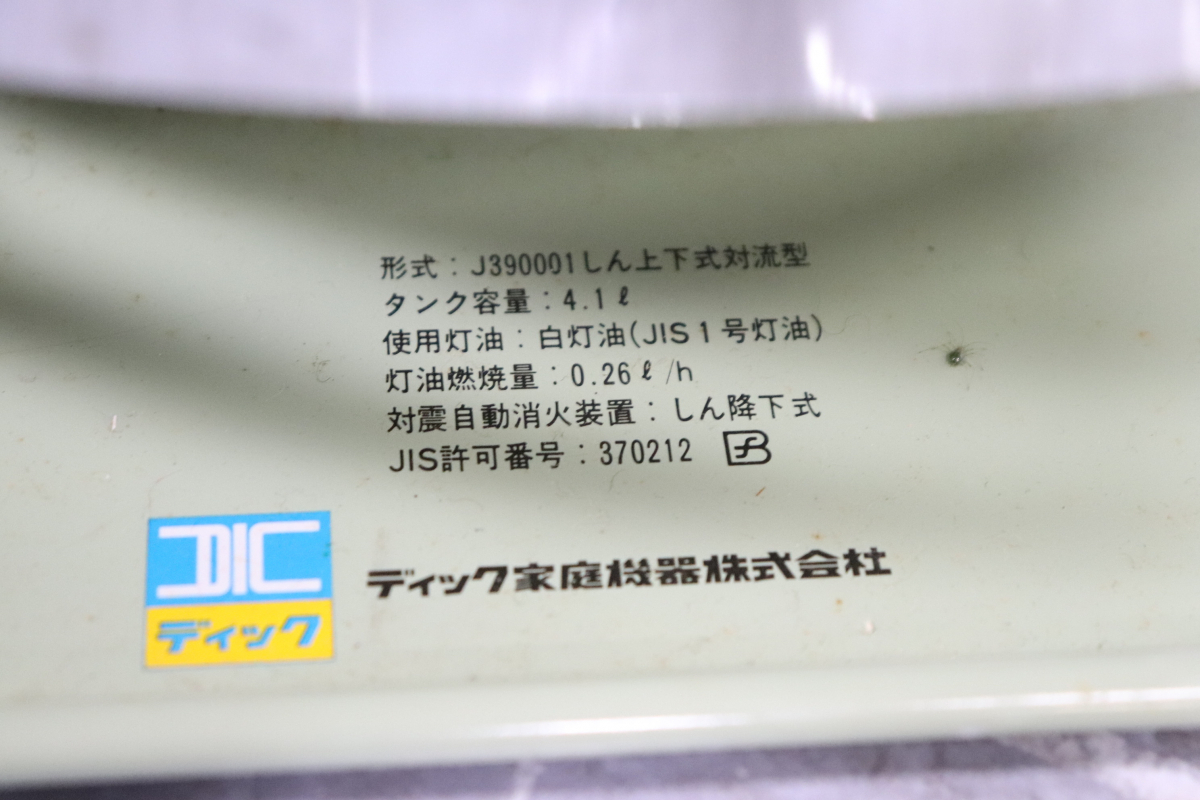 形式：J390001しん上下式対流型
タンク容量：4.1ℓ
使用灯油：白灯油(JIS1号灯油)
灯油燃焼量：0.26ℓ/h
対震自動消火装置：しん降下式
JIS許可番号：370212
DIC
ディック
ディック家庭機器株式会社